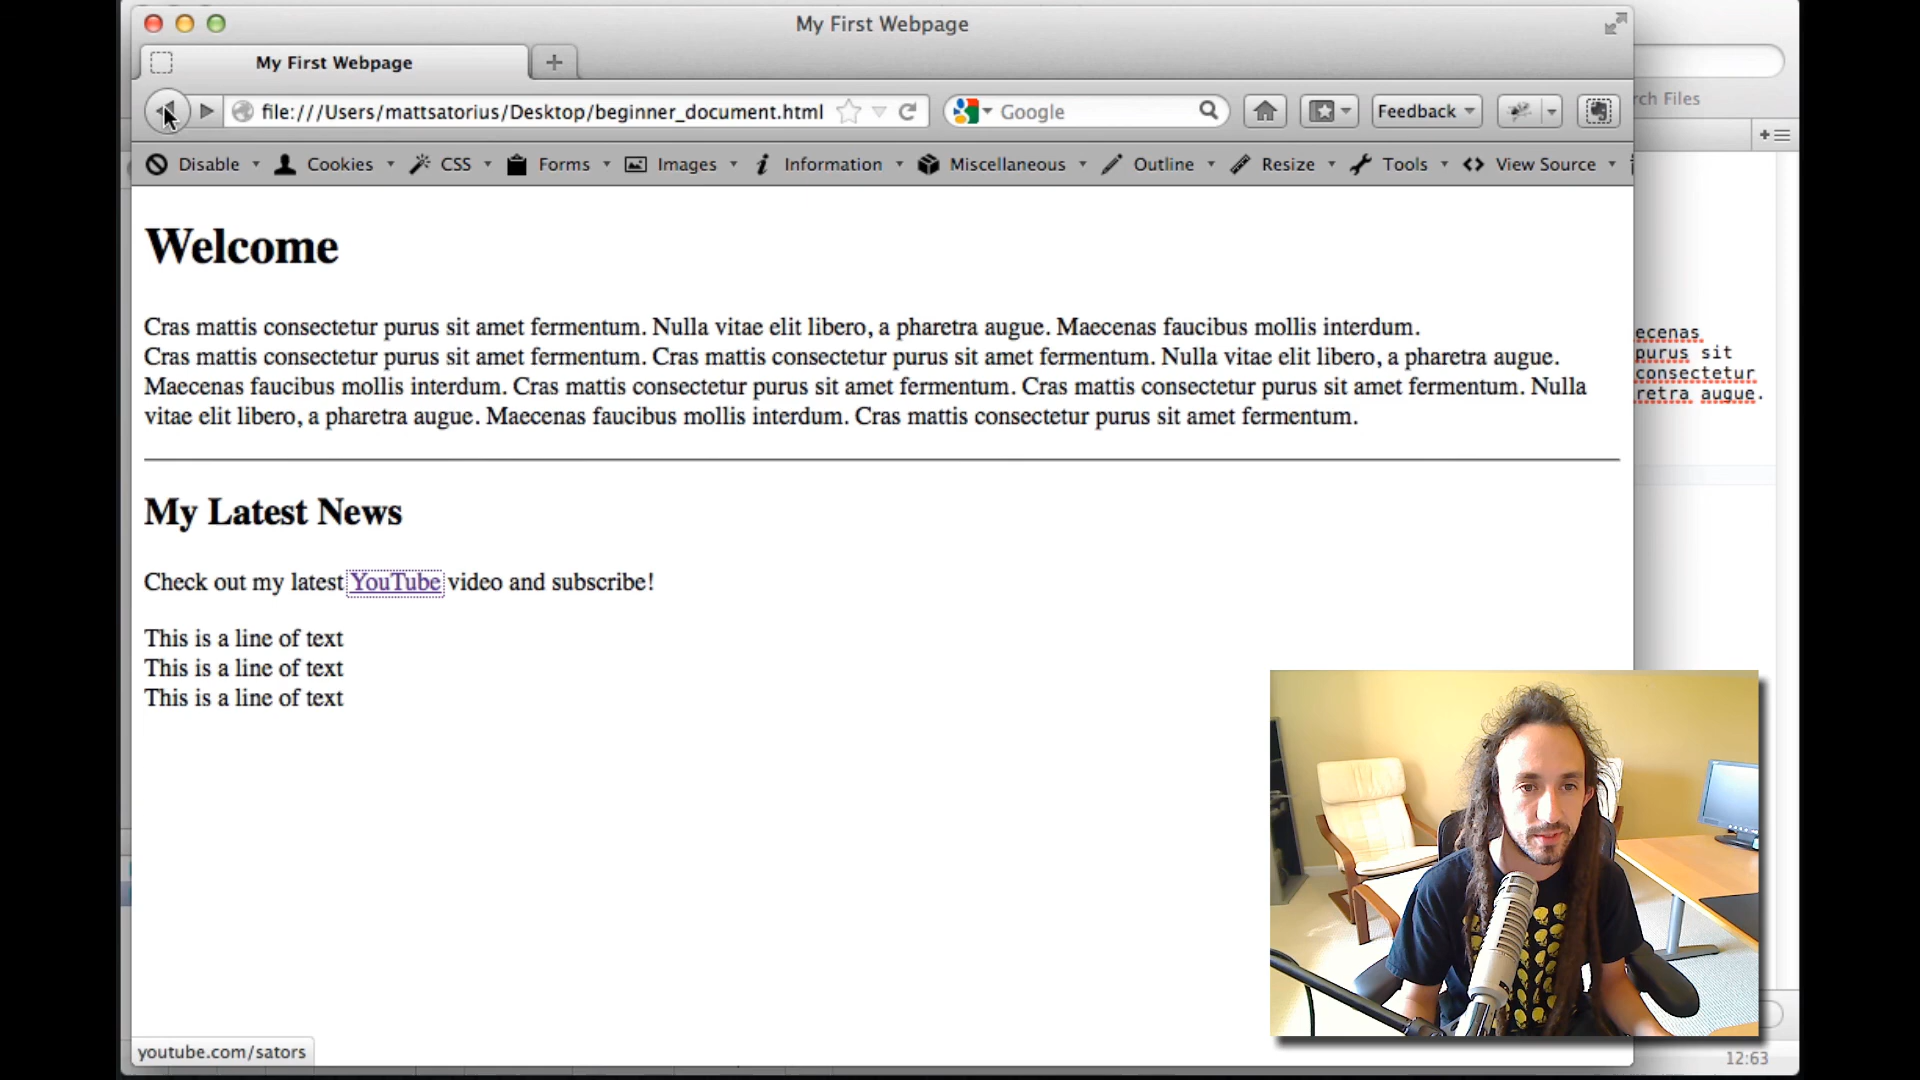 My First Webpage
My First Webpage
file:///Users/mattsatorius/Desktop/beginner_document.html
Google
Feedback
rch Files
Disable
Cookies
CSS
Forms
Images
Information
Miscellaneous
Outline
Resize
Tools
View Source
Welcome
Cras mattis consectetur purus sit amet fermentum. Nulla vitae elit libero, a pharetra augue. Maecenas faucibus mollis interdum.
Cras mattis consectetur purus sit amet fermentum. Cras mattis consectetur purus sit amet fermentum. Nulla vitae elit libero, a pharetra augue.
Maecenas faucibus mollis interdum. Cras mattis consectetur purus sit amet fermentum. Cras mattis consectetur purus sit amet fermentum. Nulla
vitae elit libero, a pharetra augue. Maecenas faucibus mollis interdum. Cras mattis consectetur purus sit amet fermentum.
ecenas
purus sit
consectetur
retra augue.
My Latest News
Check out my latest YouTube video and subscribe!
This is a line of text
This is a line of text
This is a line of text
youtube.com/sators
12:63